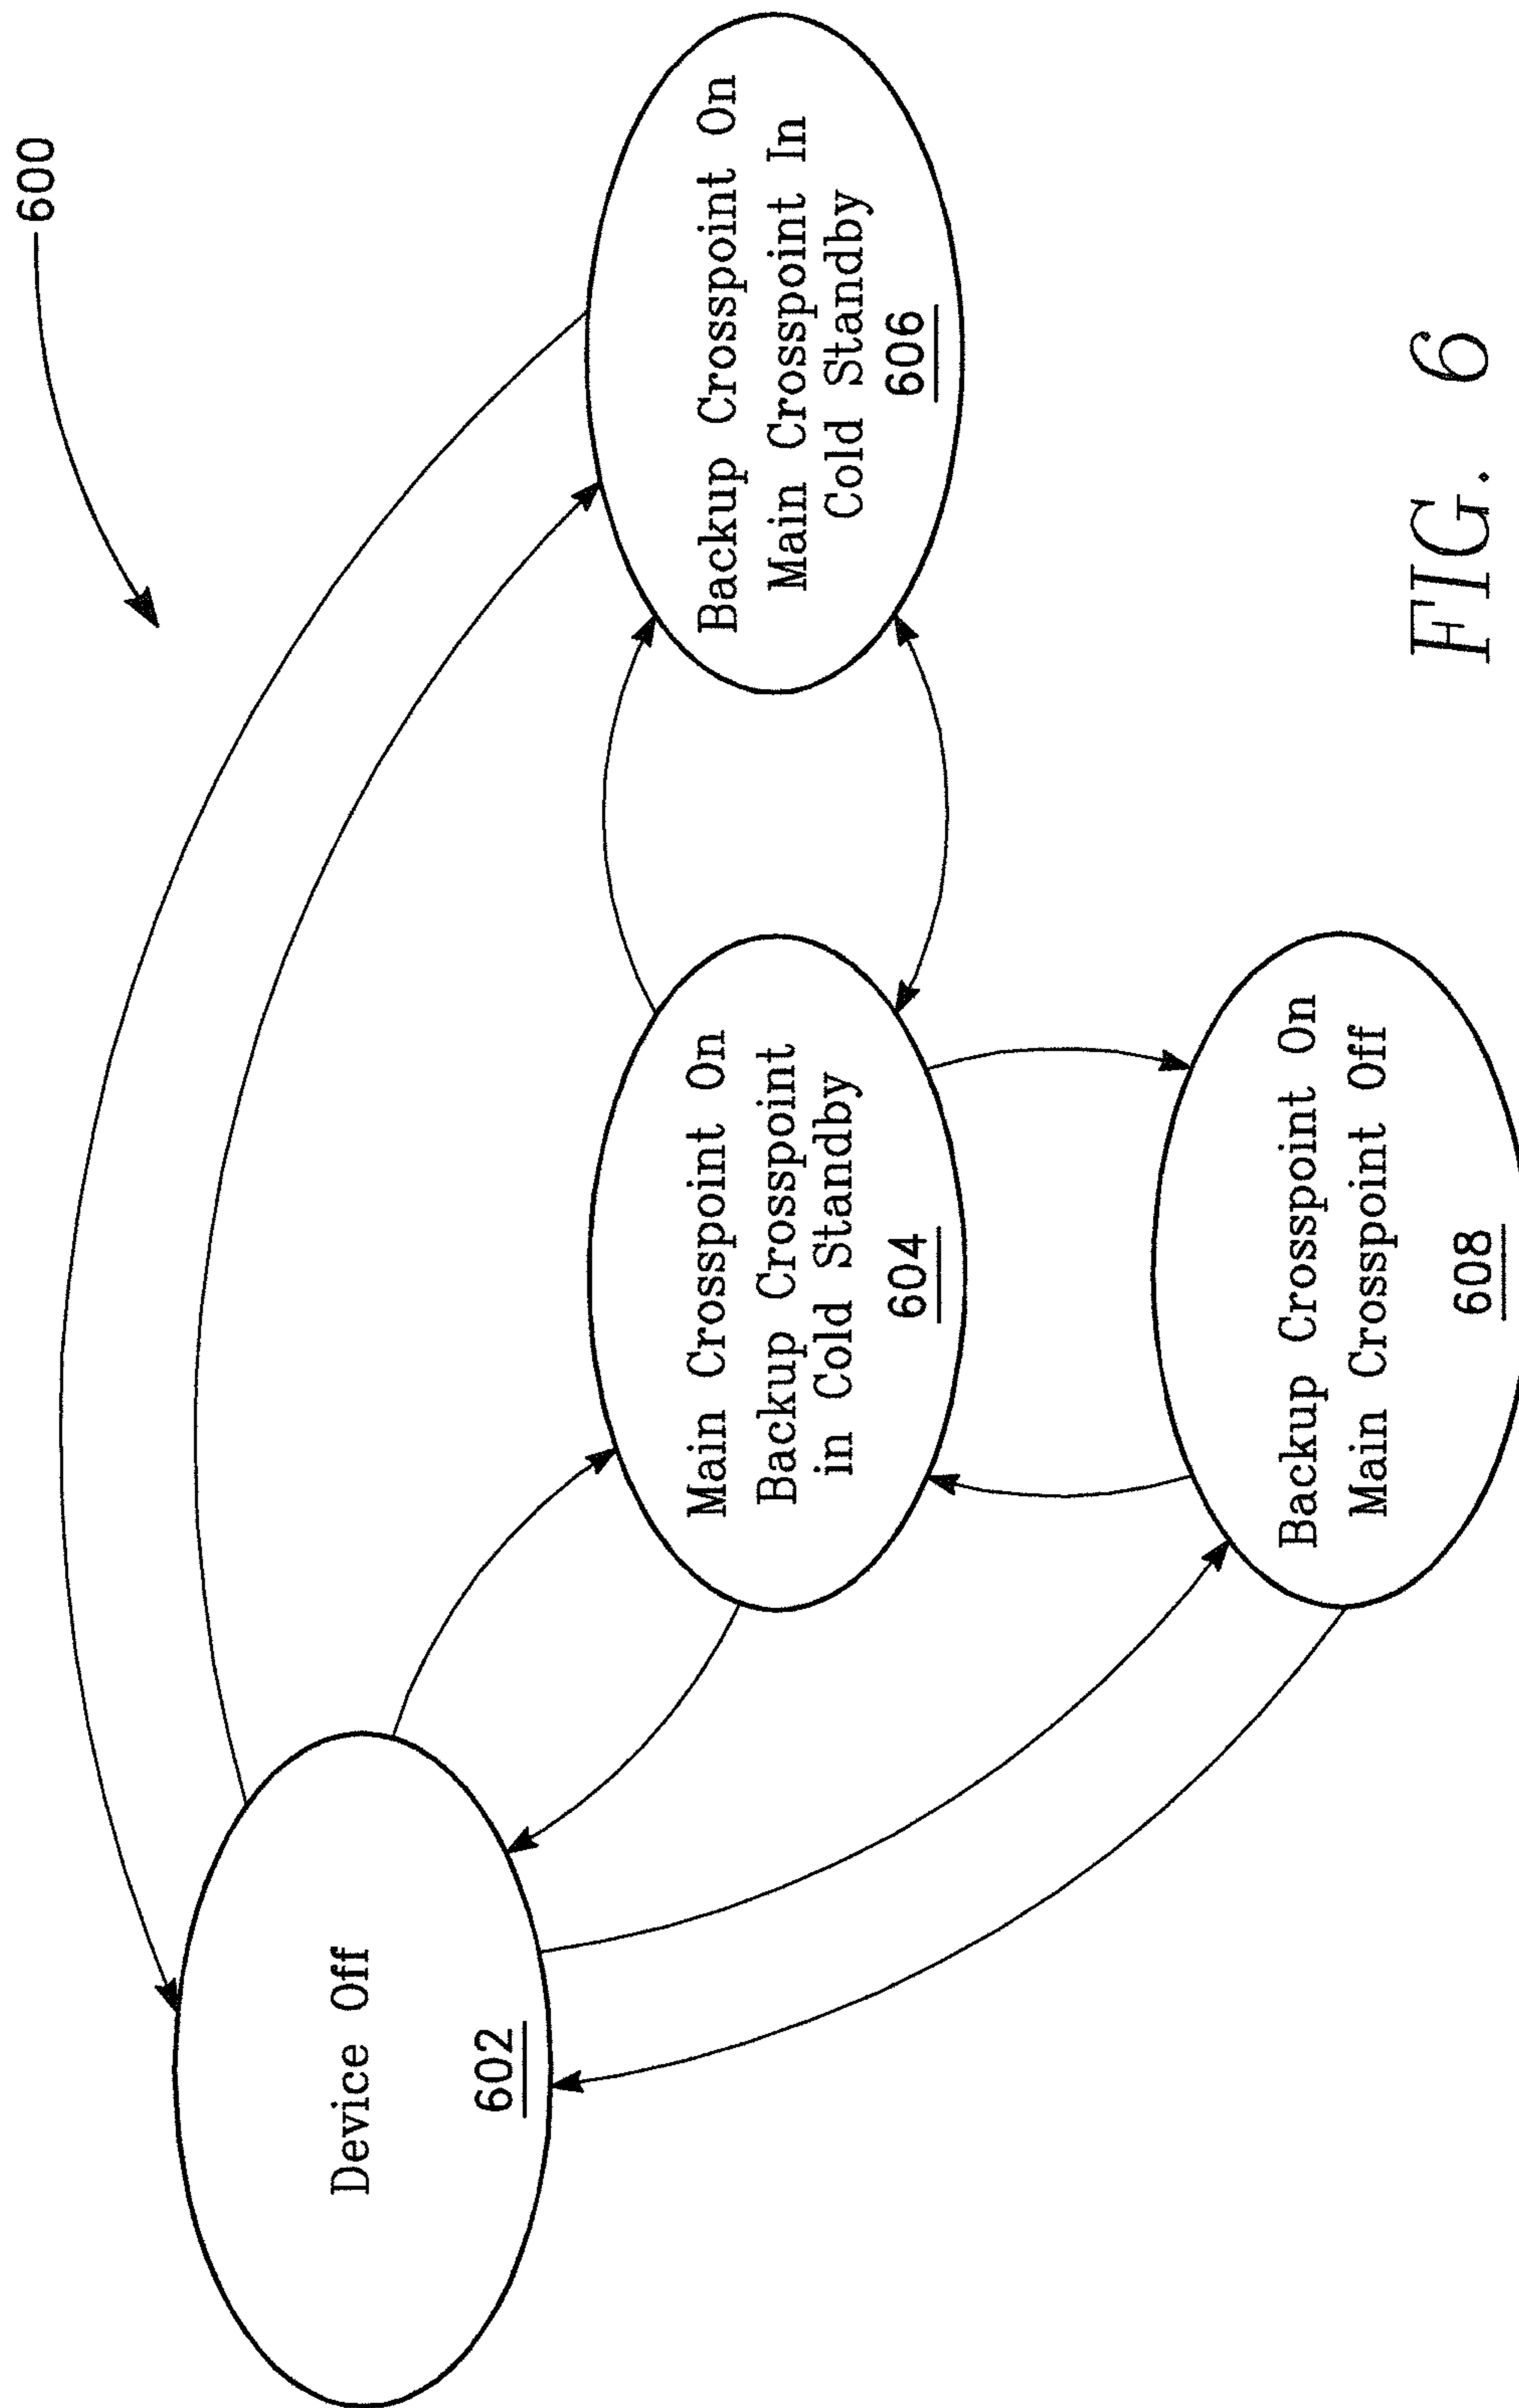 600
Device Off
602
Main Crosspoint On
Backup Crosspoint
in Cold Standby
604
Backup Crosspoint On
Main Crosspoint In
Cold Standby
606
Backup Crosspoint On
Main Crosspoint Off
608
FIG. 6